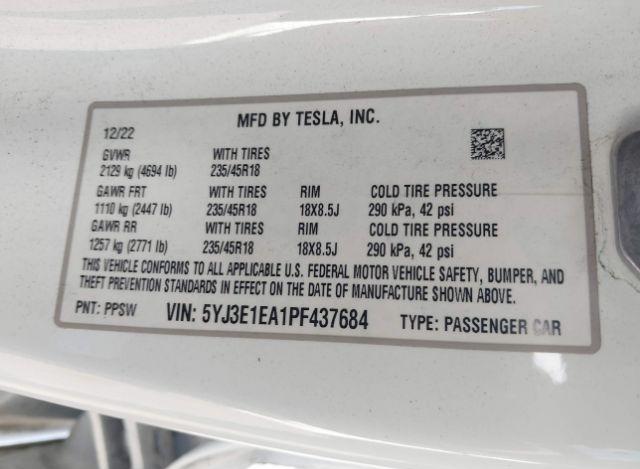 MFD BY TESLA, INC.
12/22
GVWR WITH TIRES
2129 kg (4694 lb) 235/45R18
GAWR FRT WITH TIRES RIM COLD TIRE PRESSURE
1110 kg (2447 lb) 235/45R18 18X8.5J 290 kPa, 42 psi
GAWR RR WITH TIRES RIM COLD TIRE PRESSURE
1257 kg (2771 lb) 235/45R18 18X8.5J 290 kPa, 42 psi
THIS VEHICLE CONFORMS TO ALL APPLICABLE U.S. FEDERAL MOTOR VEHICLE SAFETY, BUMPER, AND
THEFT PREVENTION STANDARDS IN EFFECT ON THE DATE OF MANUFACTURE SHOWN ABOVE.
PNT: PPSW VIN: 5YJ3E1EA1PF437684 TYPE: PASSENGER CAR